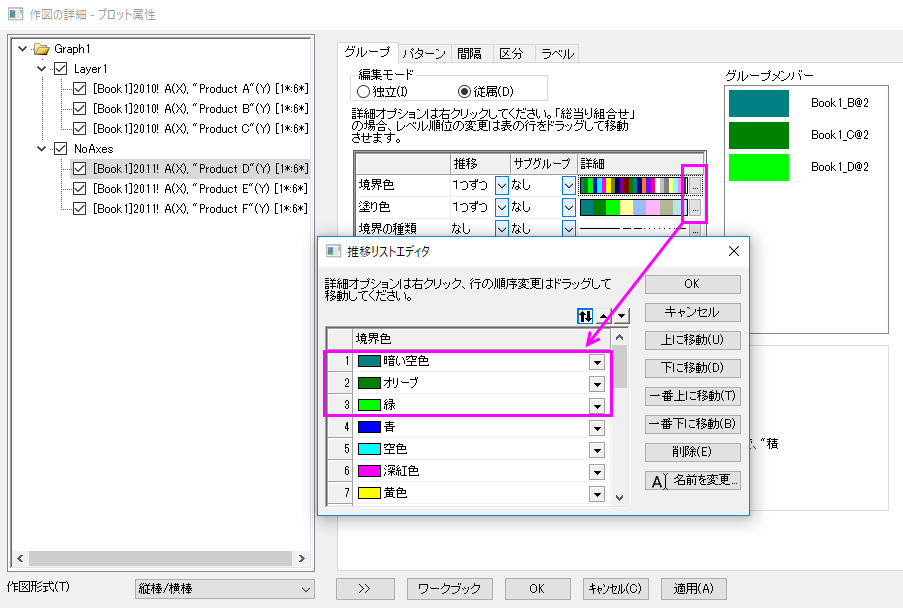 作図の詳細 - プロット属性
Graph1
Layer1
[Book1]2010! A(X), "Product A"(Y) [1*:6*]
[Book1]2010! A(X), "Product B"(Y) [1*:6*]
[Book1]2010! A(X), "Product C"(Y) [1*:6*]
NoAxes
[Book1]2011! A(X), "Product D"(Y) [1*:6*]
[Book1]2011! A(X), "Product E"(Y) [1*:6*]
[Book1]2011! A(X), "Product F"(Y) [1*:6*]
グループ パターン 間隔 区分 ラベル
編集モード
独立(I) 従属(D)
詳細オプションは右クリックしてください。「総当り組合せ」
の場合、レベル順位の変更は表の行をドラッグして移動
させます。
推移 サブグループ 詳細
境界色 1つずつ なし ...
塗り色 1つずつ なし ...
境界の種類 なし なし ...
グループメンバー
Book1_B@2
Book1_C@2
Book1_D@2
推移リストエディタ
詳細オプションは右クリック、行の順序変更はドラッグして
移動してください。
境界色
1 暗い空色
2 オリーブ
3 緑
4 青
5 空色
6 深紅色
7 黄色
OK
キャンセル
上に移動(U)
下に移動(D)
一番上に移動(T)
一番下に移動(B)
削除(E)
A 名前を変更...
、“積
作図形式(T) 縦棒/横棒
>> ワークブック OK キャンセル(C) 適用(A)